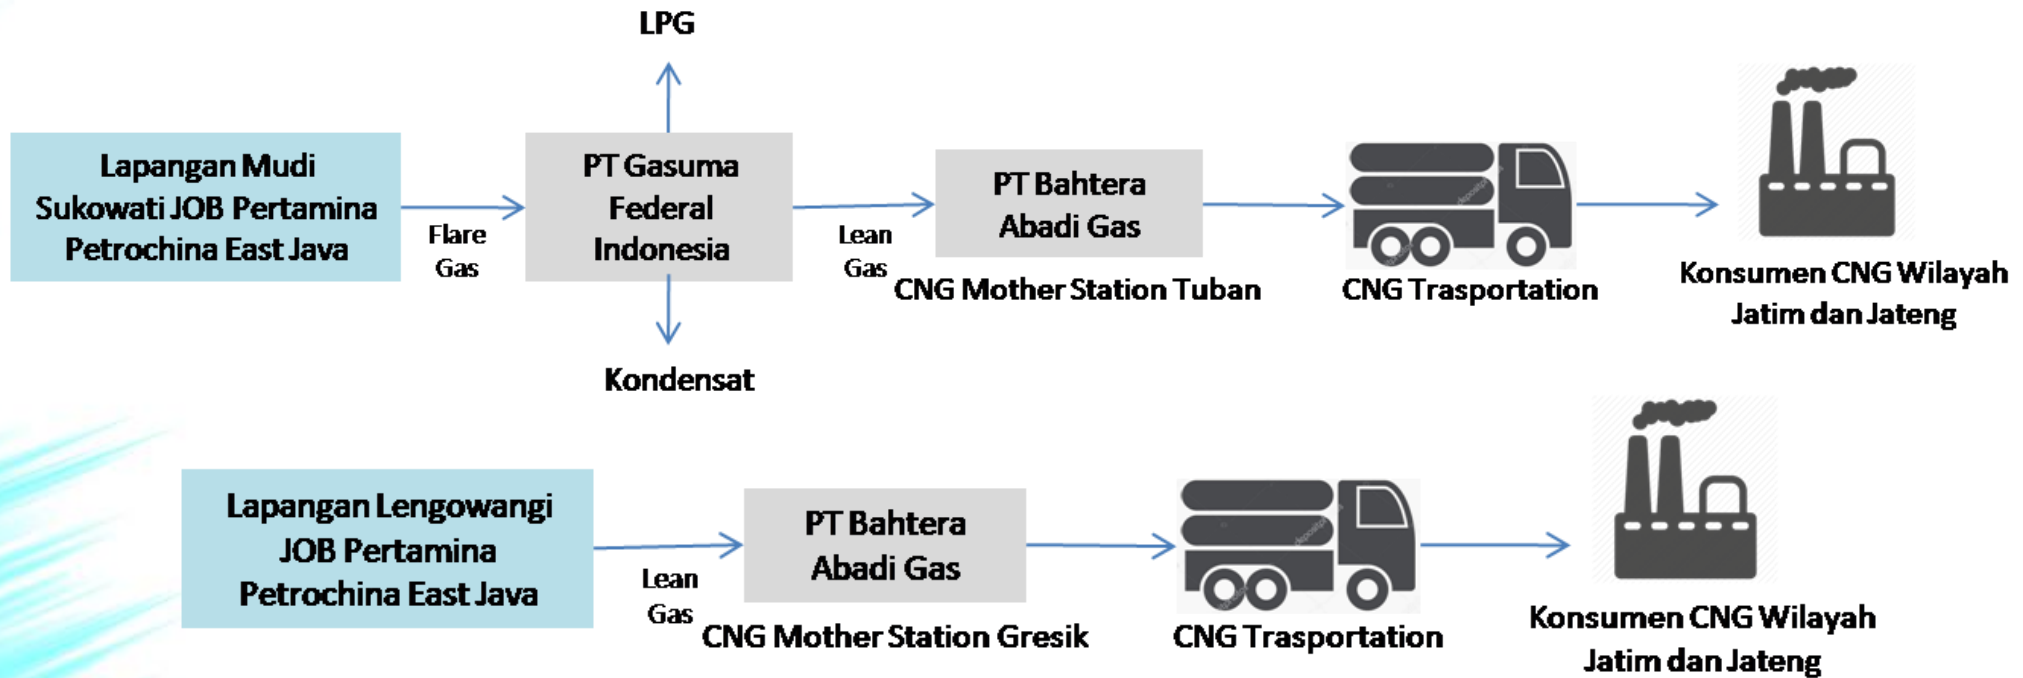 LPG
Lapangan Mudi
Sukowati JOB Pertamina
Petrochina East Java
Flare
Gas
PT Gasuma
Federal
Indonesia
Kondensat
Lean
Gas
PT Bahtera
Abadi Gas
CNG Mother Station Tuban
CNG Trasportation
Konsumen CNG Wilayah
Jatim dan Jateng
Lapangan Lengowangi
JOB Pertamina
Petrochina East Java
Lean
Gas
PT Bahtera
Abadi Gas
CNG Mother Station Gresik
CNG Trasportation
Konsumen CNG Wilayah
Jatim dan Jateng